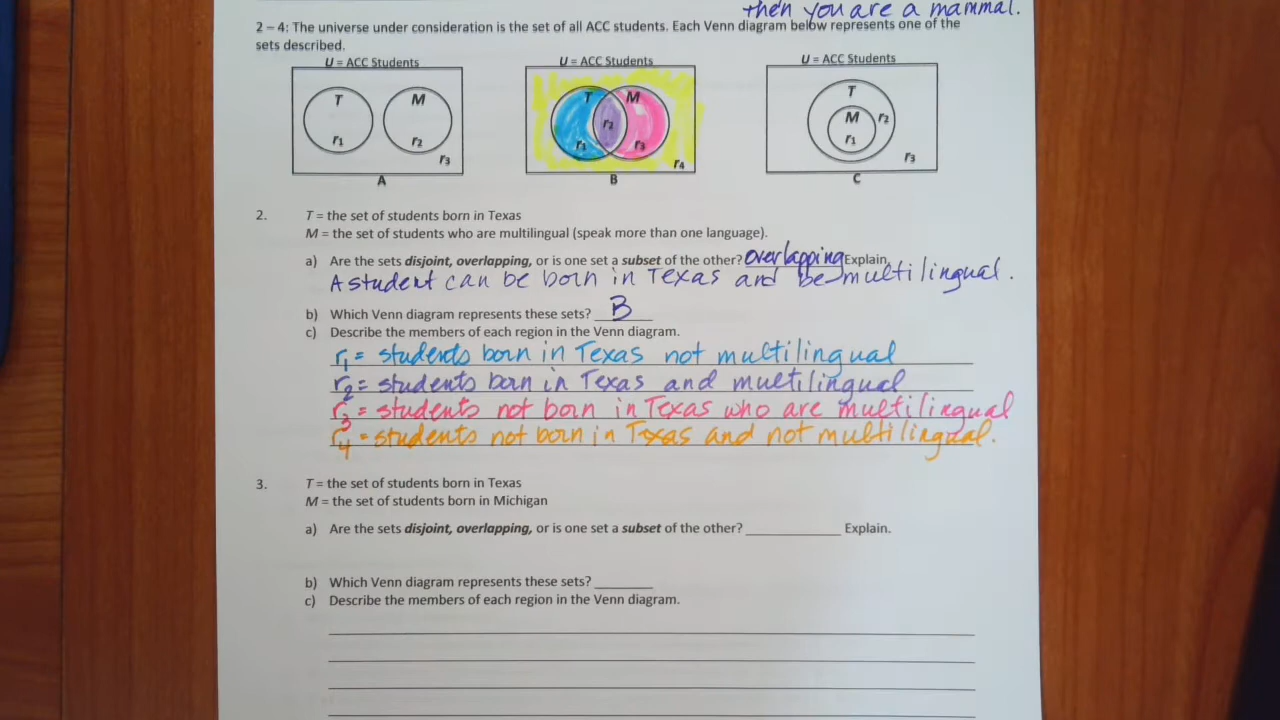 then you are a mammal.
2 – 4: The universe under consideration is the set of all ACC students. Each Venn diagram below represents one of the
sets described.
U = ACC Students
T
M
r1
r2
r3
A
U = ACC Students
T
M
r1
r2
r3
r4
B
U = ACC Students
T
M
r1
r2
r3
C
2. T = the set of students born in Texas
M = the set of students who are multilingual (speak more than one language).
a) Are the sets disjoint, overlapping, or is one set a subset of the other? overlapping Explain.
A student can be born in Texas and be multilingual.
b) Which Venn diagram represents these sets? B
c) Describe the members of each region in the Venn diagram.
r1 = students born in Texas not multilingual
r2 = students born in Texas and multilingual
r3 = students not born in Texas who are multilingual
r4 = students not born in Texas and not multilingual.
3. T = the set of students born in Texas
M = the set of students born in Michigan
a) Are the sets disjoint, overlapping, or is one set a subset of the other? __________ Explain.
b) Which Venn diagram represents these sets? ______
c) Describe the members of each region in the Venn diagram.